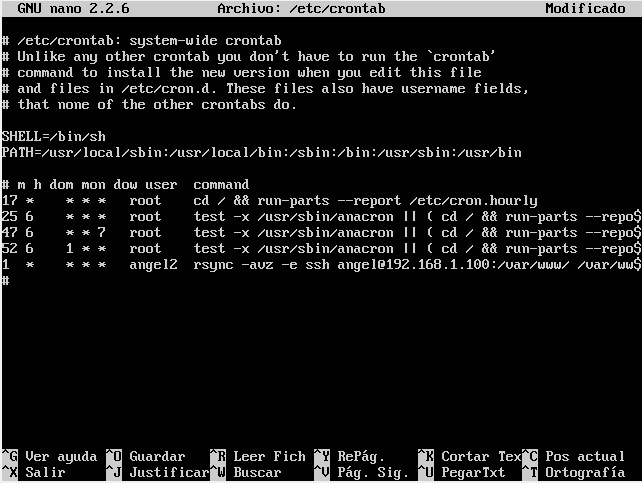 GNU nano 2.2.6 Archivo: /etc/crontab Modificado
# /etc/crontab: system-wide crontab
# Unlike any other crontab you don't have to run the `crontab'
# command to install the new version when you edit this file
# and files in /etc/cron.d. These files also have username fields,
# that none of the other crontabs do.
SHELL=/bin/sh
PATH=/usr/local/sbin:/usr/local/bin:/sbin:/bin:/usr/sbin:/usr/bin
# m h dom mon dow user  command
17 *    * * *   root    cd / && run-parts --report /etc/cron.hourly
25 6    * * *   root    test -x /usr/sbin/anacron || ( cd / && run-parts --repo$
47 6    * * 7   root    test -x /usr/sbin/anacron || ( cd / && run-parts --repo$
52 6    1 * *   root    test -x /usr/sbin/anacron || ( cd / && run-parts --repo$
1  *    * * *   angel2  rsync -avz -e ssh angel@192.168.1.100:/var/www/ /var/ww$
#
^G Ver ayuda ^O Guardar ^R Leer Fich ^Y RePág. ^K Cortar Tex ^C Pos actual
^X Salir ^J Justificar ^W Buscar ^V Pág. Sig. ^U PegarTxt ^T Ortografía